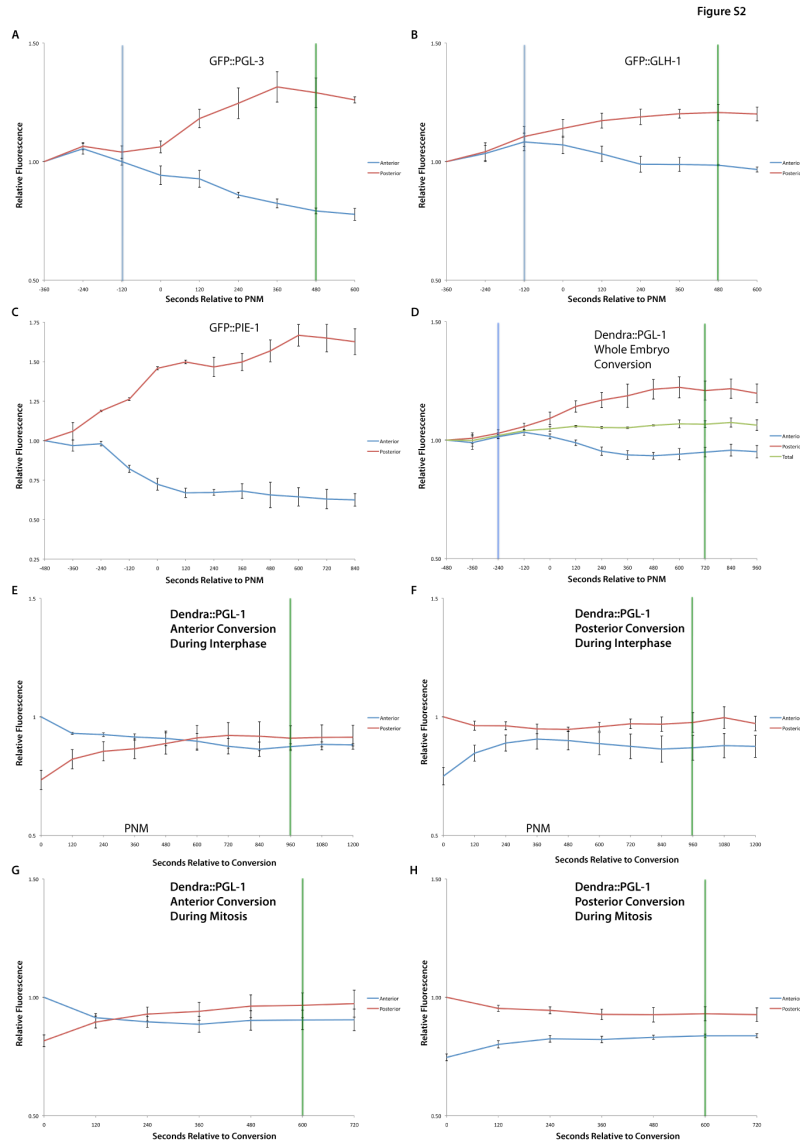 Figure S2
A
GFP::PGL-3
1.50
1.00
0.50
Relative Fluorescence
-360 -240 -120 0 120 240 360 480 600
Seconds Relative to PNM
Anterior
Posterior
B
GFP::GLH-1
1.50
1.00
0.50
Relative Fluorescence
-360 -240 -120 0 120 240 360 480 600
Seconds Relative to PNM
Anterior
Posterior
C
GFP::PIE-1
1.75
1.50
1.25
1.00
0.75
0.50
0.25
Relative Fluorescence
-480 -360 -240 -120 0 120 240 360 480 600 720 840
Seconds Relative to PNM
Anterior
Posterior
D
Dendra::PGL-1
Whole Embryo
Conversion
1.50
1.00
0.50
Relative Fluorescence
-480 -360 -240 -120 0 120 240 360 480 600 720 840 960
Seconds Relative to PNM
Anterior
Posterior
Total
E
Dendra::PGL-1
Anterior Conversion
During Interphase
1.5
1
0.5
Relative Fluorescence
PNM
0 120 240 360 480 600 720 840 960 1080 1200
Seconds Relative to Conversion
Anterior
Posterior
F
Dendra::PGL-1
Posterior Conversion
During Interphase
1.5
1
0.5
Relative Fluorescence
PNM
0 120 240 360 480 600 720 840 960 1080 1200
Seconds Relative to Conversion
Anterior
Posterior
G
Dendra::PGL-1
Anterior Conversion
During Mitosis
1.50
1.00
0.50
Relative Fluorescence
0 120 240 360 480 600 720
Seconds Relative to Conversion
Anterior
Posterior
H
Dendra::PGL-1
Posterior Conversion
During Mitosis
1.50
1.00
0.50
Relative Fluorescence
0 120 240 360 480 600 720
Seconds Relative to Conversion
Anterior
Posterior